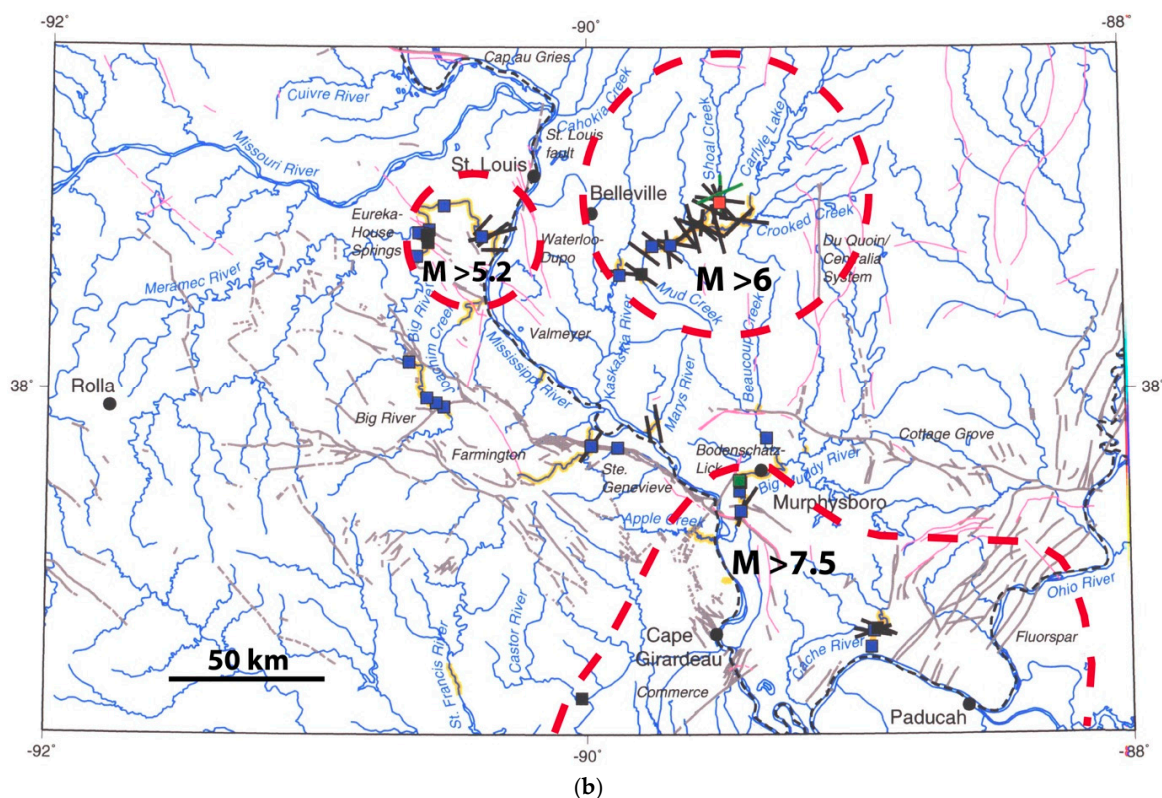 -92°
-90°
-88°
Cap au Gries
Cuivre River
Cahokia Creek
Shoal Creek
Carlyle Lake
Missouri River
St. Louis
fault
St. Louis
Belleville
Eureka-
House
Springs
Crooked Creek
Waterloo-
Dupo
Du Quoin/
Centralia
System
M >5.2
M >6
Meramec River
Mud Creek
Big River
Joachim Creek
Valmeyer
Mississippi River
Kaskaskia River
Marys River
Beaucoup Creek
38°
38°
Rolla
Big River
Farmington
Ste.
Genevieve
Bodenschatz-
Lick
Cottage Grove
Big Muddy River
Murphysboro
Apple Creek
M >7.5
Ohio River
Castor River
St. Francis River
Cape
Girardeau
Cache River
Fluorspar
50 km
Commerce
Paducah
-92
-90
-88
(b)